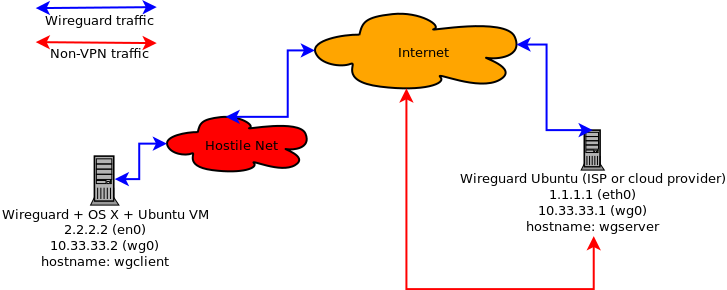 Wireguard traffic
Non-VPN traffic
Internet
Hostile Net
Wireguard + OS X + Ubuntu VM
2.2.2.2 (en0)
10.33.33.2 (wg0)
hostname: wgclient
Wireguard Ubuntu (ISP or cloud provider)
1.1.1.1 (eth0)
10.33.33.1 (wg0)
hostname: wgserver